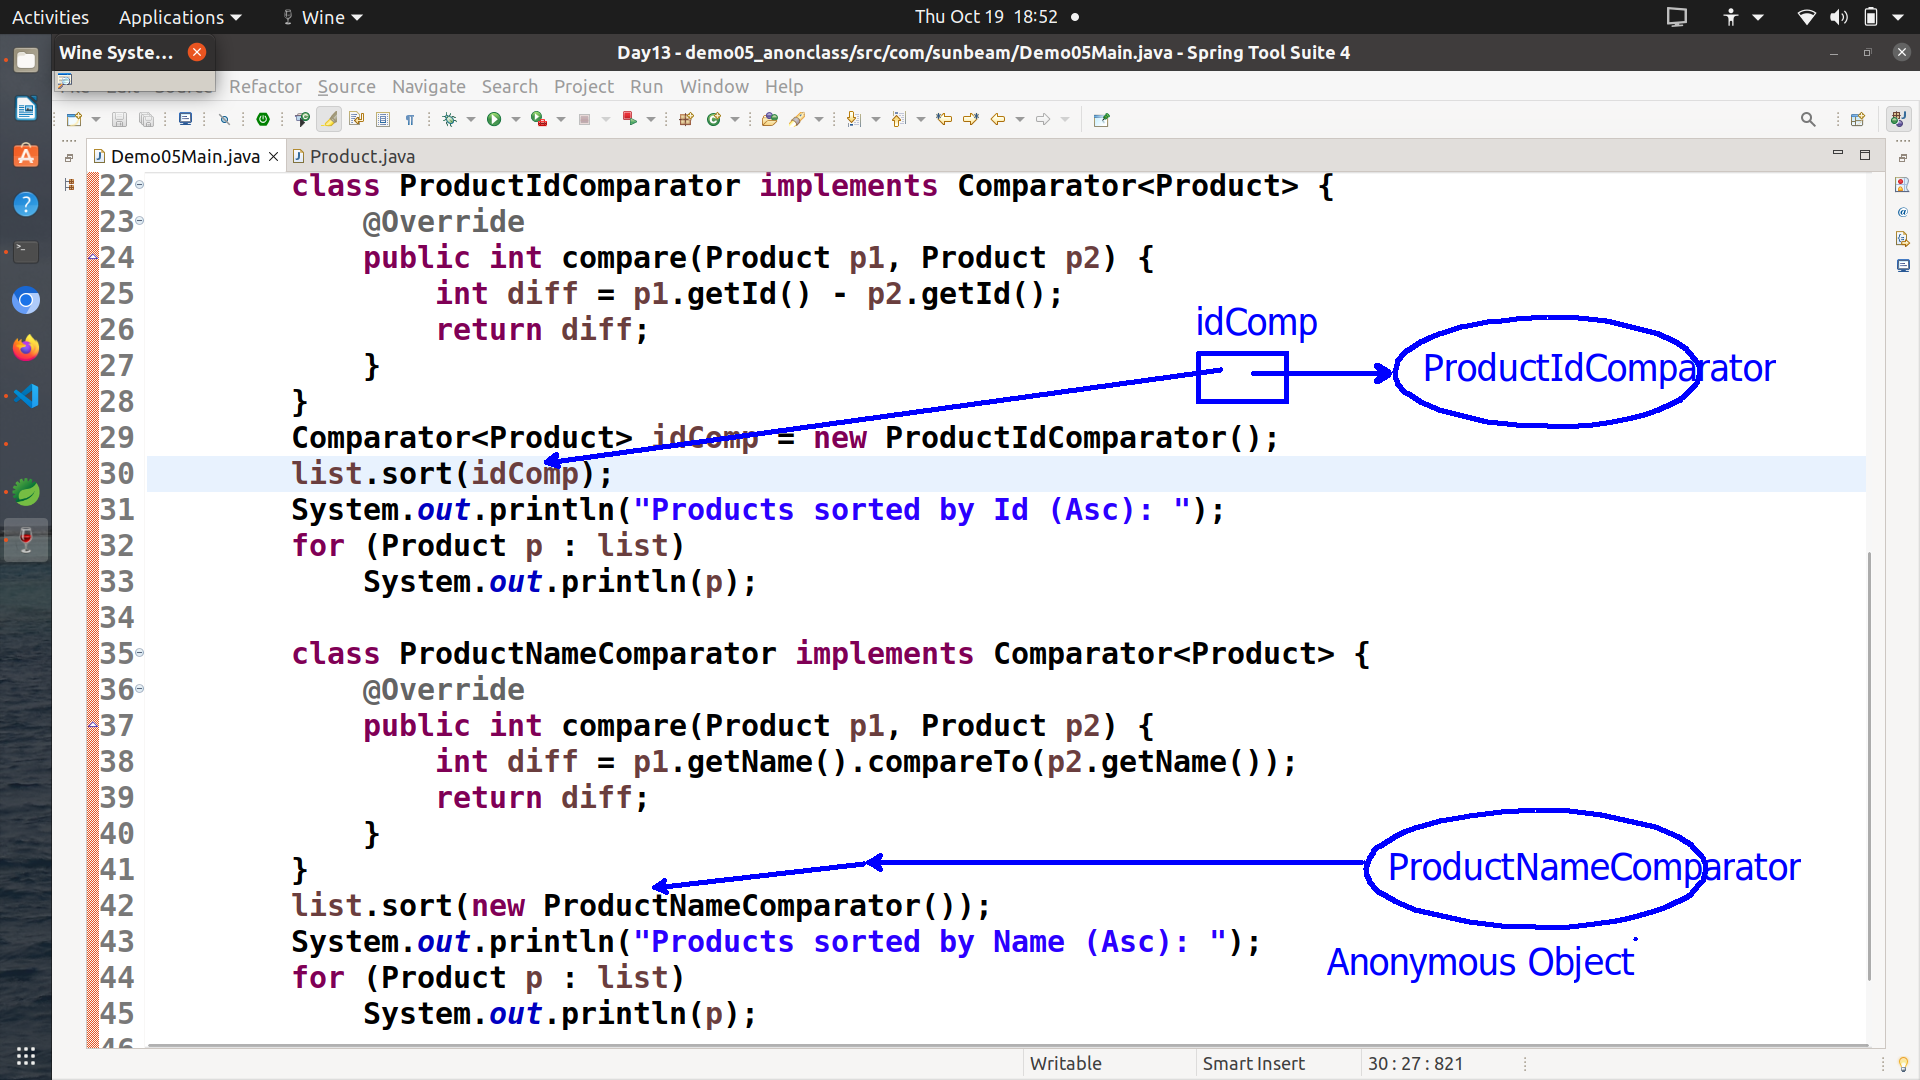 Activities Applications Wine Thu Oct 19 18:52
Wine Syste... Day13 - demo05_anonclass/src/com/sunbeam/Demo05Main.java - Spring Tool Suite 4
Refactor Source Navigate Search Project Run Window Help
Demo05Main.java Product.java
22 class ProductIdComparator implements Comparator<Product> {
23 @Override
24 public int compare(Product p1, Product p2) {
25 int diff = p1.getId() - p2.getId();
26 return diff;
27 }
28 }
29 Comparator<Product> idComp = new ProductIdComparator();
30 list.sort(idComp);
31 System.out.println("Products sorted by Id (Asc): ");
32 for (Product p : list)
33 System.out.println(p);
34
35 class ProductNameComparator implements Comparator<Product> {
36 @Override
37 public int compare(Product p1, Product p2) {
38 int diff = p1.getName().compareTo(p2.getName());
39 return diff;
40 }
41 }
42 list.sort(new ProductNameComparator());
43 System.out.println("Products sorted by Name (Asc): ");
44 for (Product p : list)
45 System.out.println(p);
46
idComp
ProductIdComparator
ProductNameComparator
Anonymous Object
Writable Smart Insert 30 : 27 : 821